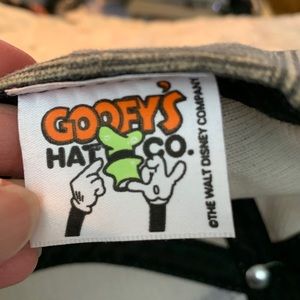 GOOFY'S
HAT CO.
©THE WALT DISNEY COMPANY